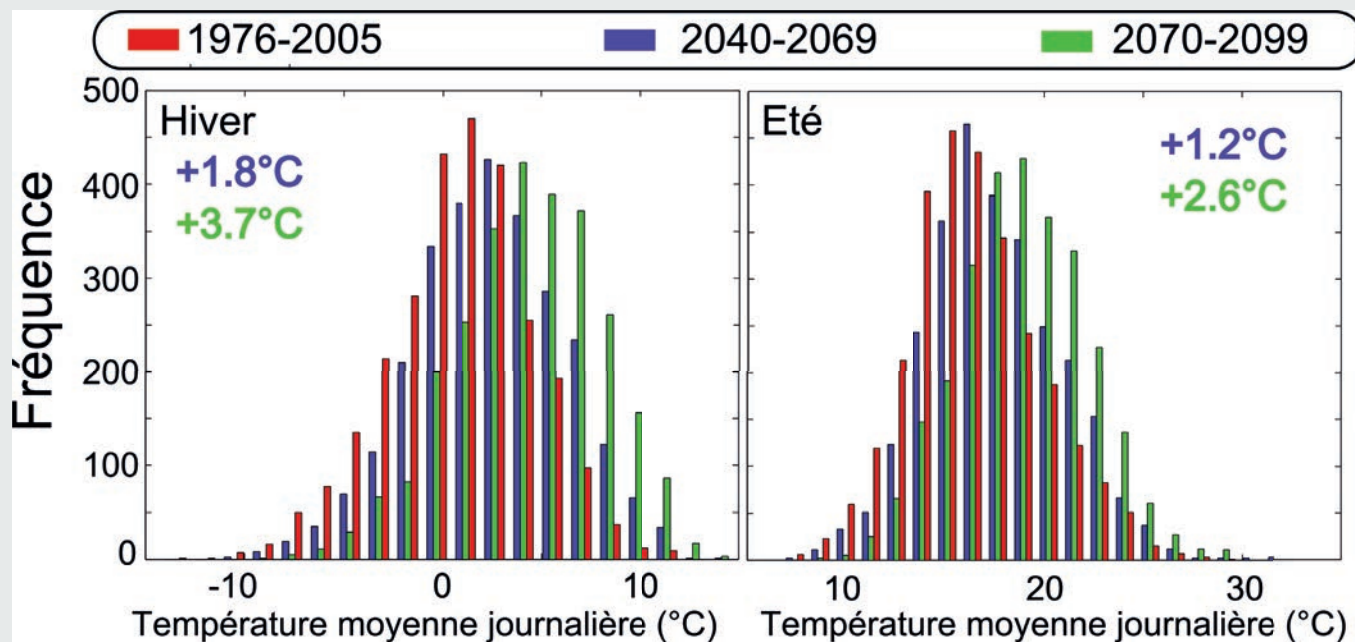 1976-2005 2040-2069 2070-2099
Fréquence
500
400
300
200
100
0
Hiver
+1.8°C
+3.7°C
-10 0 10
Température moyenne journalière (°C)
Eté
+1.2°C
+2.6°C
10 20 30
Température moyenne journalière (°C)